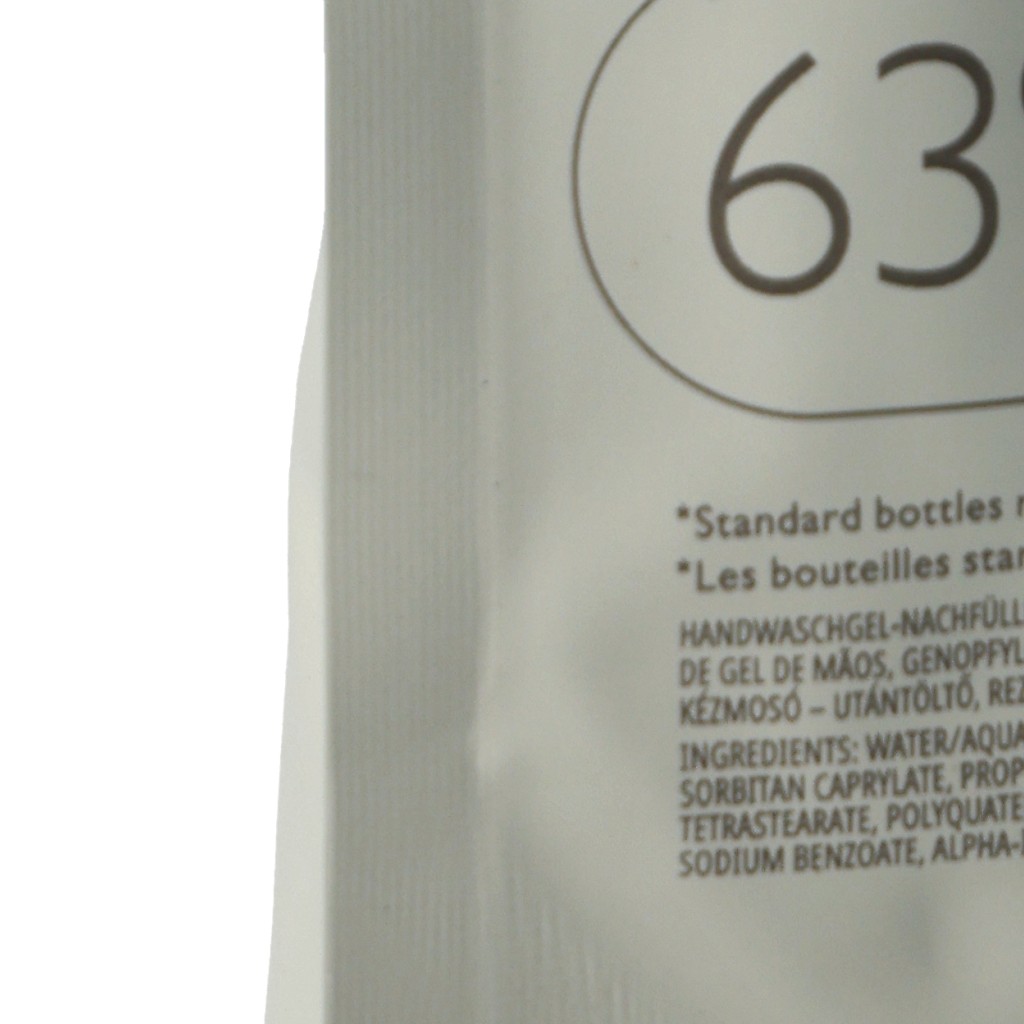 63
*Standard bottles
*Les bouteilles
HANDWASCHGEL-NACHFÜLL
DE GEL DE MÃOS, GENOPFYL
KÉZMOSÓ – UTÁNTÖLTŐ, REZ
INGREDIENTS: WATER/AQUA
SORBITAN CAPRYLATE, PROP
TETRASTEARATE, POLYQUATE
SODIUM BENZOATE, ALPHA-